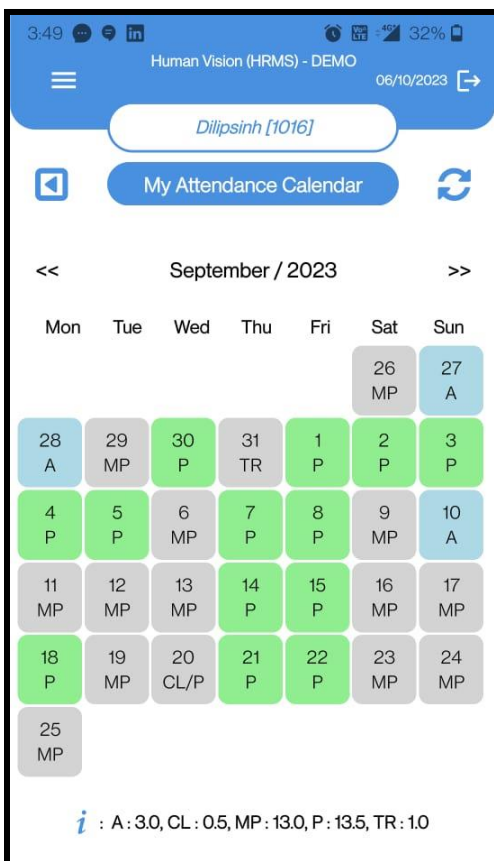 3:49 in Vo» LTE 4G+ 32%
Human Vision (HRMS) - DEMO
06/10/2023
Dilipsinh [1016]
My Attendance Calendar
<< September / 2023 >>
Mon Tue Wed Thu Fri Sat Sun
26 27
MP A
28 29 30 31 1 2 3
A MP P TR P P P
4 5 6 7 8 9 10
P P MP P P MP A
11 12 13 14 15 16 17
MP MP MP P P MP MP
18 19 20 21 22 23 24
P MP CL/P P P MP MP
25
MP
i : A : 3.0, CL : 0.5, MP : 13.0, P : 13.5, TR : 1.0